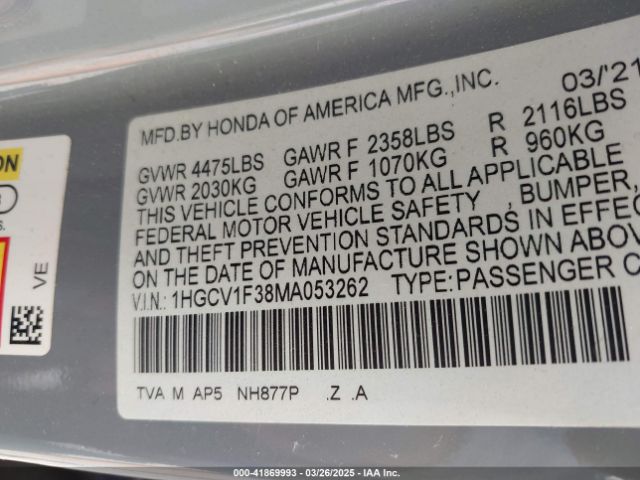 MFD.BY HONDA OF AMERICA MFG.,INC. 03/'21
GVWR 4475LBS GAWR F 2358LBS R 2116LBS
GVWR 2030KG GAWR F 1070KG R 960KG
THIS VEHICLE CONFORMS TO ALL APPLICABLE
FEDERAL MOTOR VEHICLE SAFETY , BUMPER,
AND THEFT PREVENTION STANDARDS IN EFFEC
ON THE DATE OF MANUFACTURE SHOWN ABOV
V.I.N.: 1HGCV1F38MA053262 TYPE:PASSENGER C
TVA M AP5 NH877P .Z .A
ON
VE
000-41869993 — 03/26/2025 — IAA Inc.